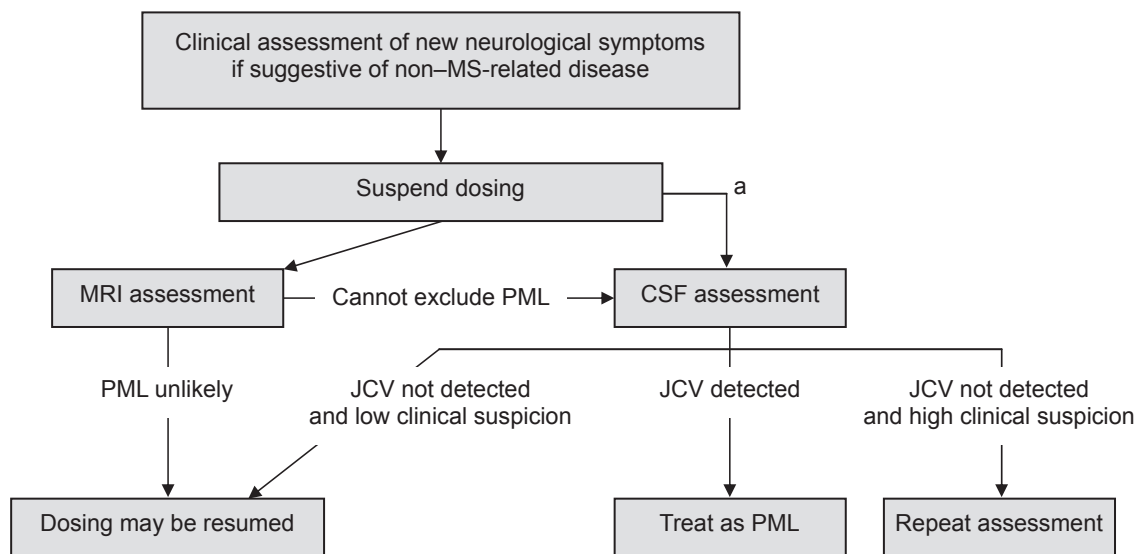 Clinical assessment of new neurological symptoms
if suggestive of non–MS-related disease
Suspend dosing
a
MRI assessment
Cannot exclude PML
CSF assessment
PML unlikely
JCV not detected
and low clinical suspicion
JCV detected
JCV not detected
and high clinical suspicion
Dosing may be resumed
Treat as PML
Repeat assessment